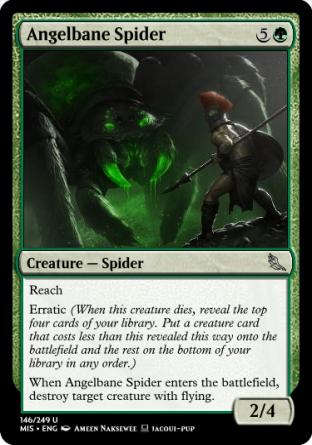 Angelbane Spider 5
Creature — Spider
Reach
Erratic (When this creature dies, reveal the top
four cards of your library. Put a creature card
that costs less than this revealed this way onto the
battlefield and the rest on the bottom of your
library in any order.)
When Angelbane Spider enters the battlefield,
destroy target creature with flying.
2/4
146/249 U
MIS • ENG Ameen Naksewee Jacqui-pup